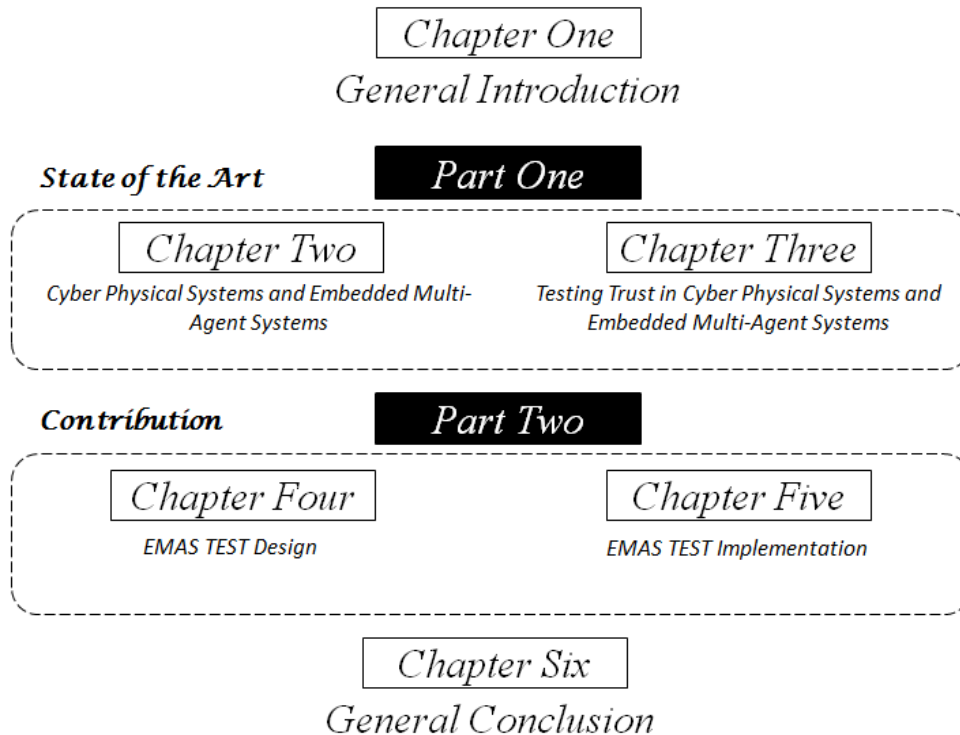 Chapter One
General Introduction
State of the Art
Part One
Chapter Two
Cyber Physical Systems and Embedded Multi-
Agent Systems
Chapter Three
Testing Trust in Cyber Physical Systems and
Embedded Multi-Agent Systems
Contribution
Part Two
Chapter Four
EMAS TEST Design
Chapter Five
EMAS TEST Implementation
Chapter Six
General Conclusion